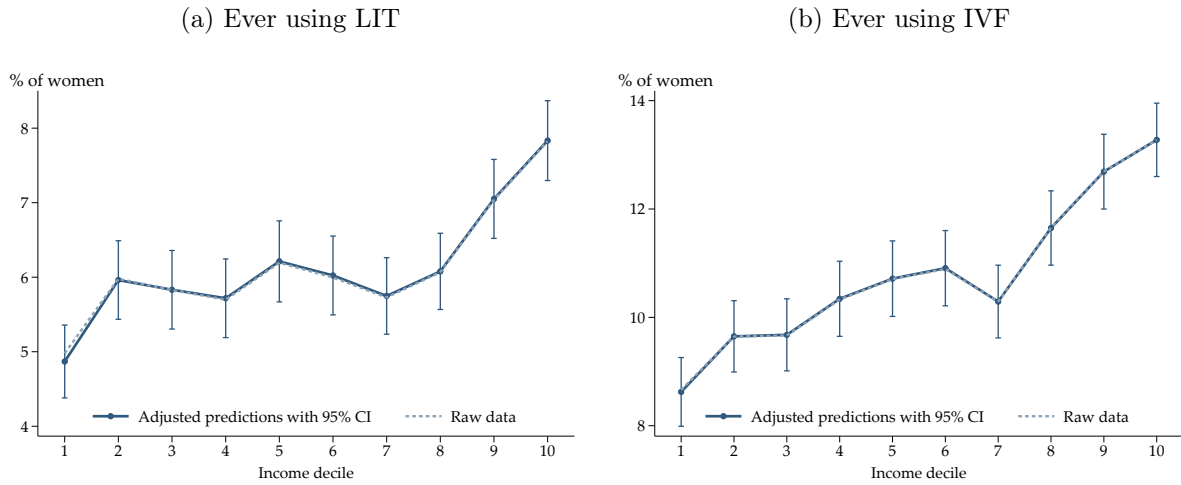 (a) Ever using LIT
% of women
8
7
6
5
4
Adjusted predictions with 95% CI
Raw data
1 2 3 4 5 6 7 8 9 10
Income decile
(b) Ever using IVF
% of women
14
12
10
8
Adjusted predictions with 95% CI
Raw data
1 2 3 4 5 6 7 8 9 10
Income decile